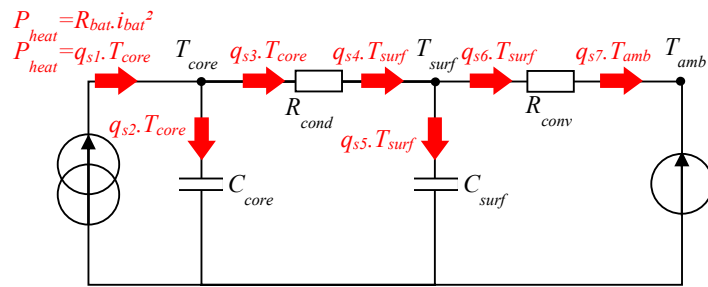 P_heat=R_bat.i_bat²
P_heat=q_s1.T_core
T_core
q_s3.T_core
q_s4.T_surf
T_surf
q_s6.T_surf
q_s7.T_amb
T_amb
R_cond
R_conv
q_s2.T_core
q_s5.T_surf
C_core
C_surf